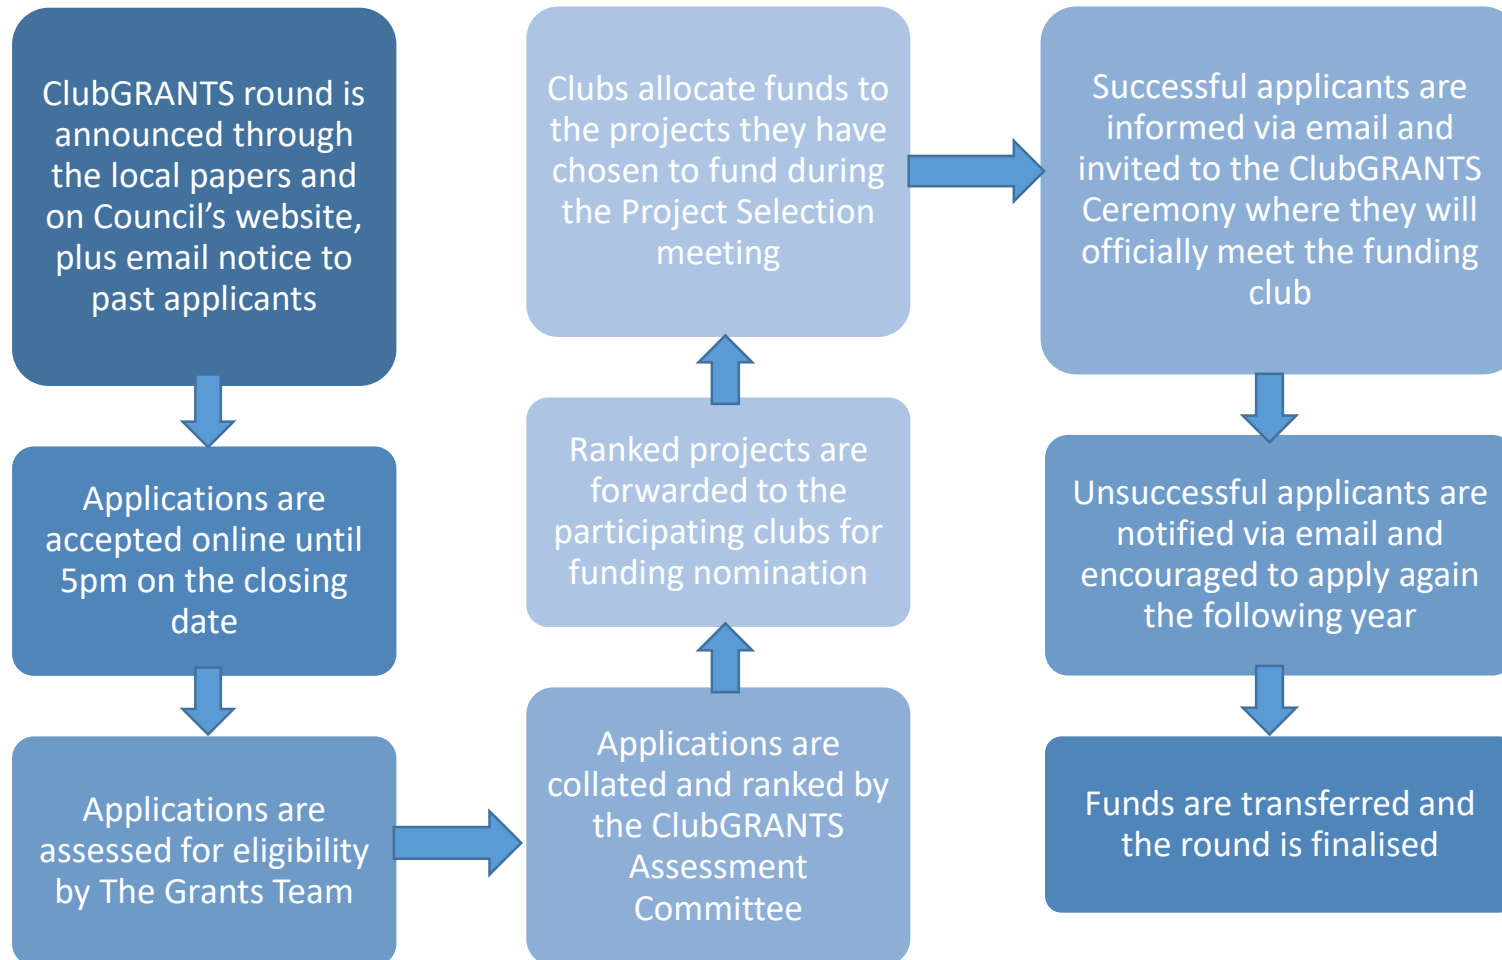 ClubGRANTS round is
announced through
the local papers and
on Council’s website,
plus email notice to
past applicants
Applications are
accepted online until
5pm on the closing
date
Applications are
assessed for eligibility
by The Grants Team
Applications are
collated and ranked by
the ClubGRANTS
Assessment
Committee
Ranked projects are
forwarded to the
participating clubs for
funding nomination
Clubs allocate funds to
the projects they have
chosen to fund during
the Project Selection
meeting
Successful applicants are
informed via email and
invited to the ClubGRANTS
Ceremony where they will
officially meet the funding
club
Unsuccessful applicants are
notified via email and
encouraged to apply again
the following year
Funds are transferred and
the round is finalised